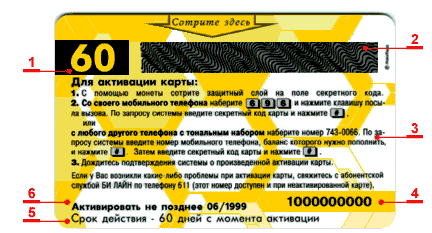 Сотрите здесь
1
60
2
Для активации карты:
1. С помощью монеты сотрите защитный слой на поле секретного кода.
2. Со своего мобильного телефона наберите # 6 9 6 и нажмите клавишу посы-
ла вызова. По запросу системы введите секретный код карты и нажмите #.
или
с любого другого телефона с тональным набором наберите номер 743-0066. По за-
просу системы введите номер мобильного телефона, баланс которого нужно пополнить,
и нажмите #. Затем введите секретный код карты и нажмите #.
3. Дождитесь подтверждения системы о произведенной активации карты.
3
Если у Вас возникли какие-либо проблемы при активации карты, свяжитесь с абонентской
службой БИ ЛАЙН по телефону 611 (этот номер доступен и при неактивированной карте).
6
Активировать не позднее 06/1999
1000000000
4
5
Срок действия - 60 дней с момента активации